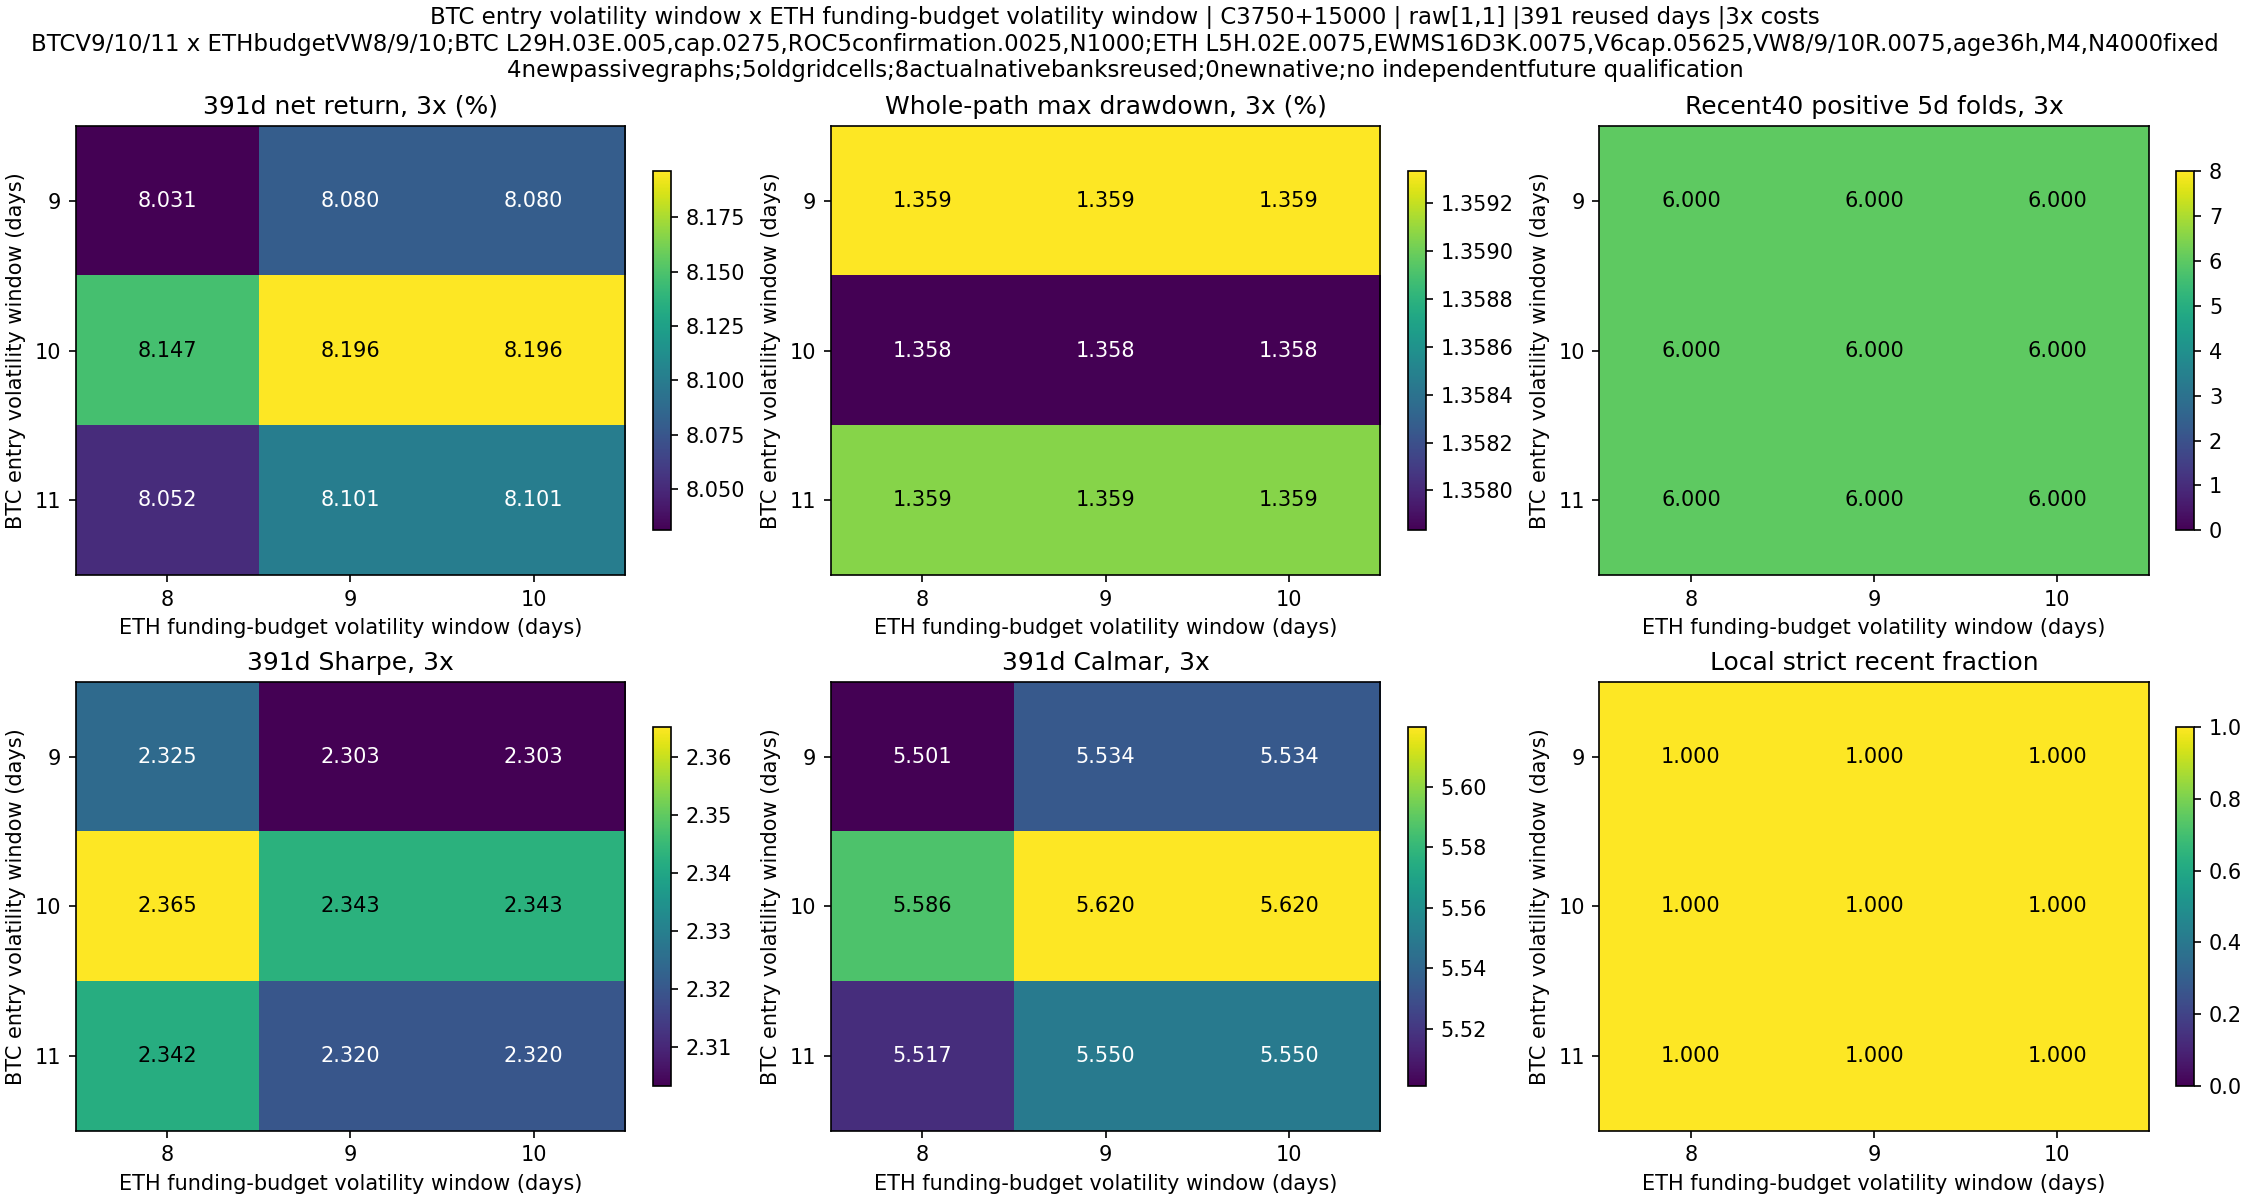 BTC entry volatility window x ETH funding-budget volatility window | C3750+15000 | raw[1,1] |391 reused days |3x costs
BTCV9/10/11 x ETHbudgetVW8/9/10;BTC L29H.03E.005,cap.0275,ROC5confirmation.0025,N1000;ETH L5H.02E.0075,EWMS16D3K.0075,V6cap.05625,VW8/9/10R.0075,age36h,M4,N4000fixed
4newpassivegraphs;5oldgridcells;8actualnativebanksreused;0newnative;no independentfuture qualification
391d net return, 3x (%)
BTC entry volatility window (days)
9
8.031 8.080 8.080
10
8.147 8.196 8.196
11
8.052 8.101 8.101
8 9 10
ETH funding-budget volatility window (days)
8.175
8.150
8.125
8.100
8.075
8.050
Whole-path max drawdown, 3x (%)
BTC entry volatility window (days)
9
1.359 1.359 1.359
10
1.358 1.358 1.358
11
1.359 1.359 1.359
8 9 10
ETH funding-budget volatility window (days)
1.3592
1.3590
1.3588
1.3586
1.3584
1.3582
1.3580
Recent40 positive 5d folds, 3x
BTC entry volatility window (days)
9
6.000 6.000 6.000
10
6.000 6.000 6.000
11
6.000 6.000 6.000
8 9 10
ETH funding-budget volatility window (days)
8
7
6
5
4
3
2
1
0
391d Sharpe, 3x
BTC entry volatility window (days)
9
2.325 2.303 2.303
10
2.365 2.343 2.343
11
2.342 2.320 2.320
8 9 10
ETH funding-budget volatility window (days)
2.36
2.35
2.34
2.33
2.32
2.31
391d Calmar, 3x
BTC entry volatility window (days)
9
5.501 5.534 5.534
10
5.586 5.620 5.620
11
5.517 5.550 5.550
8 9 10
ETH funding-budget volatility window (days)
5.60
5.58
5.56
5.54
5.52
Local strict recent fraction
BTC entry volatility window (days)
9
1.000 1.000 1.000
10
1.000 1.000 1.000
11
1.000 1.000 1.000
8 9 10
ETH funding-budget volatility window (days)
1.0
0.8
0.6
0.4
0.2
0.0